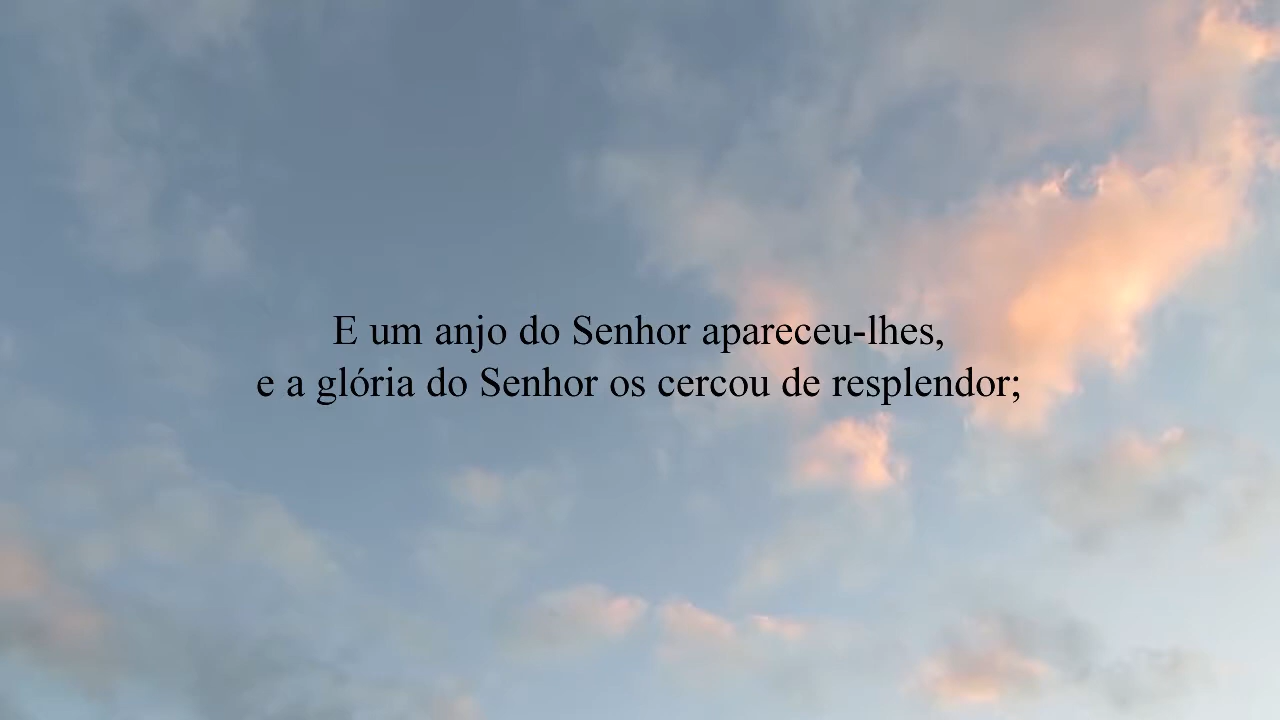 E um anjo do Senhor apareceu-lhes,
e a glória do Senhor os cercou de resplendor;